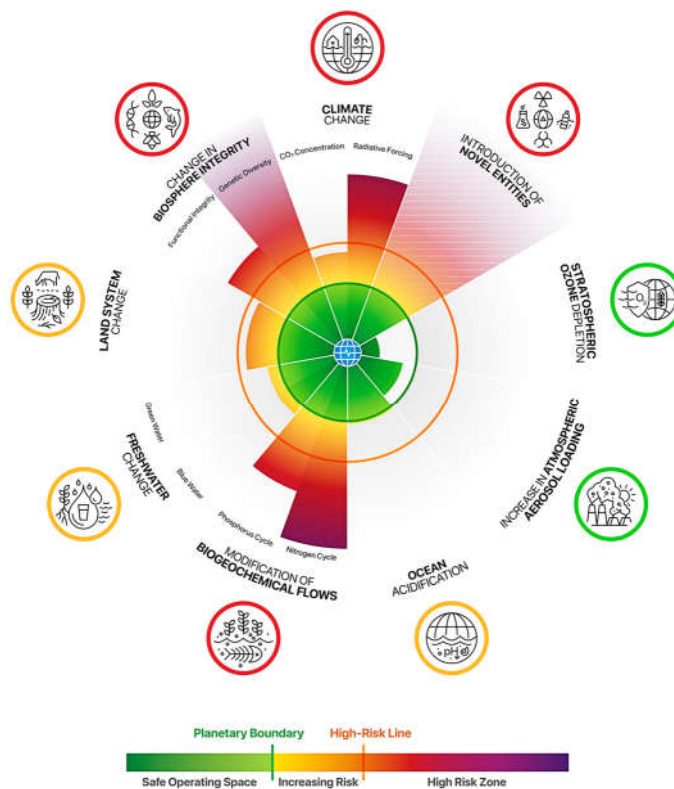 CLIMATE
CHANGE
CO₂ Concentration
Radiative Forcing
INTRODUCTION OF
NOVEL ENTITIES
STRATOSPHERIC
OZONE DEPLETION
INCREASE IN ATMOSPHERIC
AEROSOL LOADING
OCEAN
ACIDIFICATION
pH
MODIFICATION OF
BIOGEOCHEMICAL FLOWS
Nitrogen Cycle
Phosphorus Cycle
FRESHWATER
CHANGE
Blue Water
Green Water
LAND SYSTEM
CHANGE
CHANGE IN
BIOSPHERE INTEGRITY
Functional Integrity
Genetic Diversity
Planetary Boundary
High-Risk Line
Safe Operating Space
Increasing Risk
High Risk Zone